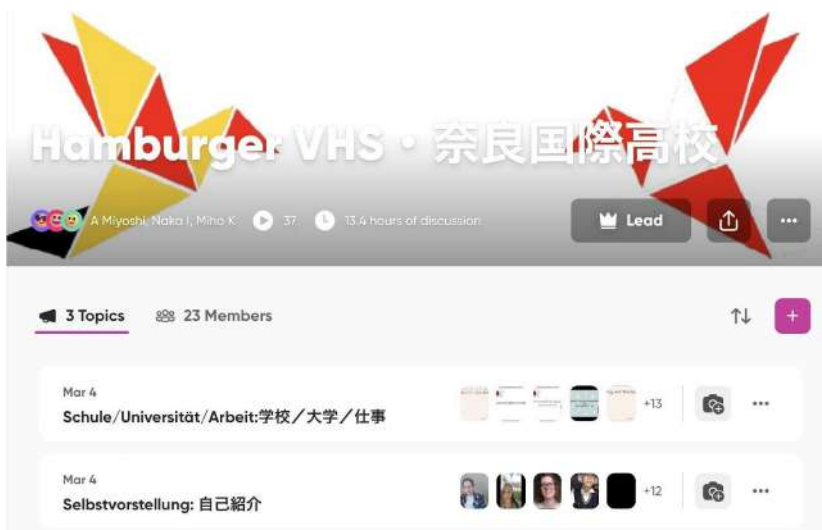 Hamburger VHS・奈良国際高校
A Miyoshi, Naka I, Miho K 37 13.4 hours of discussion
Lead
3 Topics 23 Members
Mar 4
Schule/Universität/Arbeit:学校／大学／仕事
+13
Mar 4
Selbstvorstellung: 自己紹介
+12